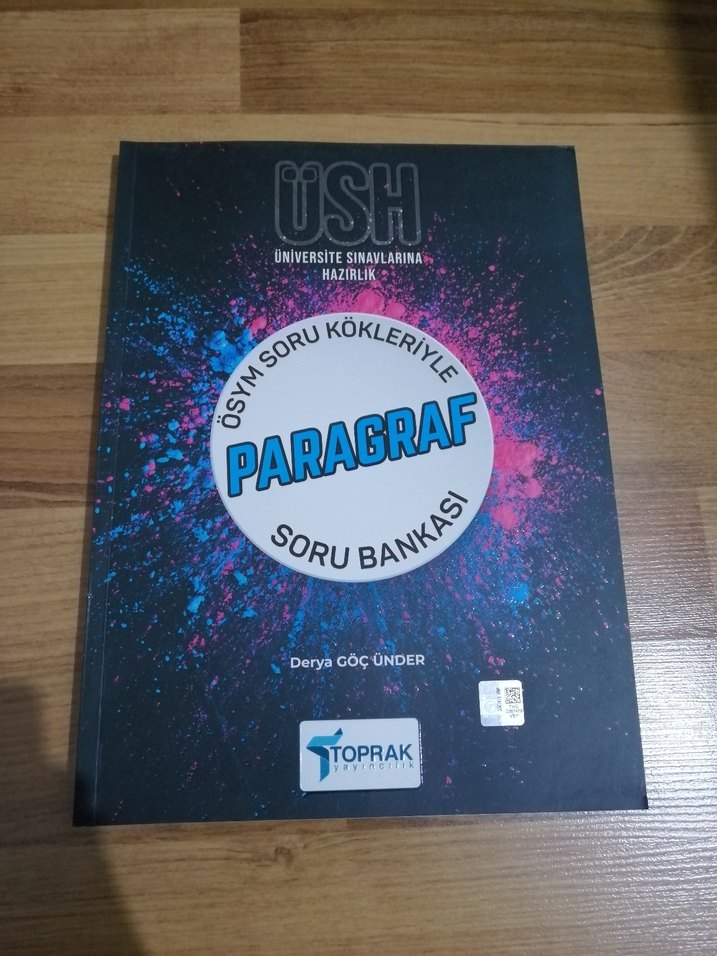 ÜSH
ÜNİVERSİTE SINAVLARINA
HAZIRLIK
ÖSYM SORU KÖKLERİYLE
PARAGRAF
SORU BANKASI
Derya GÖÇ ÜNDER
TOPRAK
yayıncılık